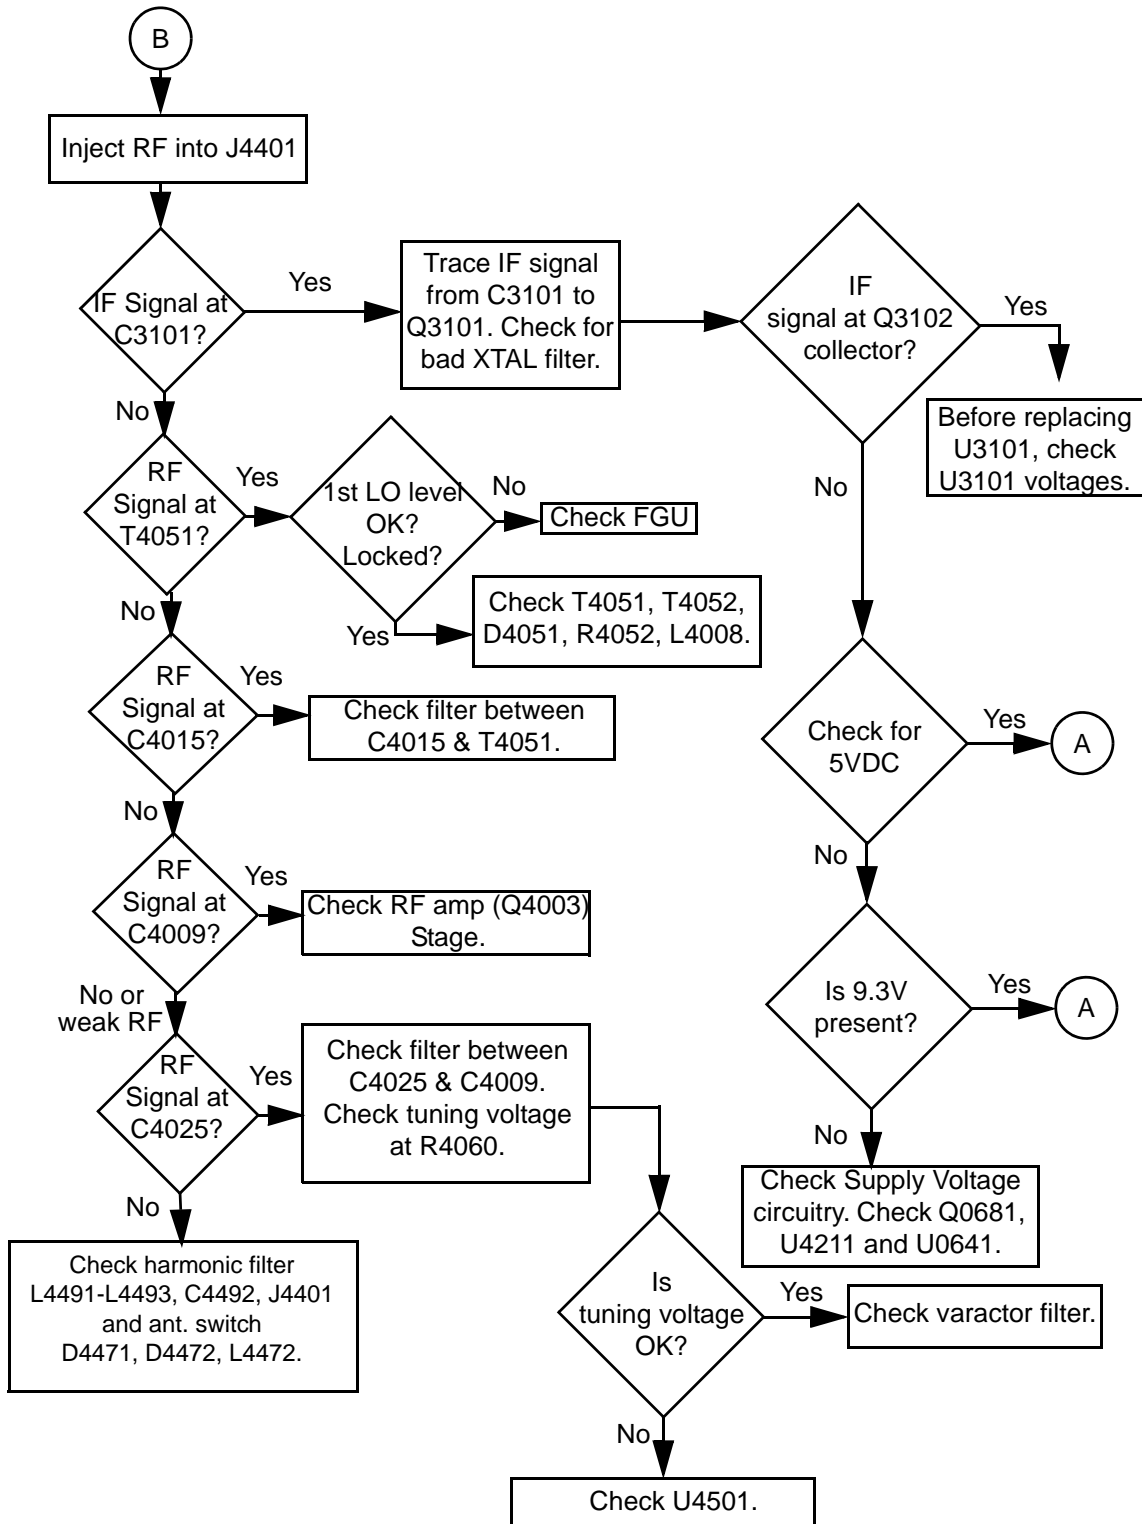 B
Inject RF into J4401
IF Signal at
C3101?
Yes
Trace IF signal
from C3101 to
Q3101. Check for
bad XTAL filter.
IF
signal at Q3102
collector?
Yes
Before replacing
U3101, check
U3101 voltages.
No
No
RF
Signal at
T4051?
Yes
1st LO level
OK?
Locked?
No
Check FGU
Yes
Check T4051, T4052,
D4051, R4052, L4008.
No
RF
Signal at
C4015?
Yes
Check filter between
C4015 & T4051.
Check for
5VDC
Yes
A
No
No
RF
Signal at
C4009?
Yes
Check RF amp (Q4003)
Stage.
Is 9.3V
present?
Yes
A
No or
weak RF
RF
Signal at
C4025?
Yes
Check filter between
C4025 & C4009.
Check tuning voltage
at R4060.
No
Check Supply Voltage
circuitry. Check Q0681,
U4211 and U0641.
No
Check harmonic filter
L4491-L4493, C4492, J4401
and ant. switch
D4471, D4472, L4472.
Is
tuning voltage
OK?
Yes
Check varactor filter.
No
Check U4501.